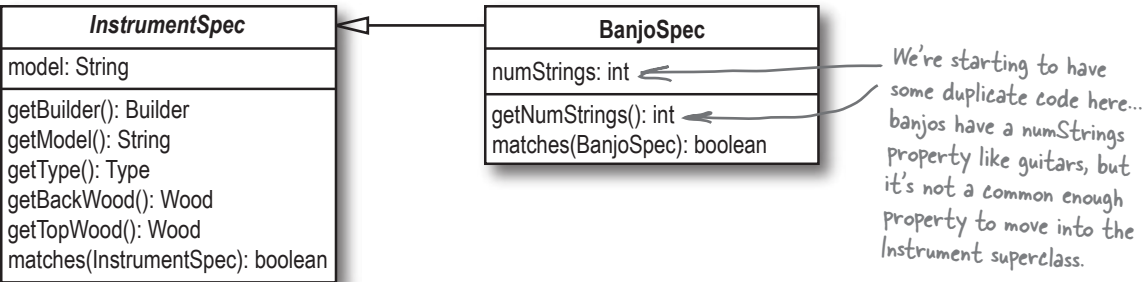 InstrumentSpec
model: String
getBuilder(): Builder
getModel(): String
getType(): Type
getBackWood(): Wood
getTopWood(): Wood
matches(InstrumentSpec): boolean
BanjoSpec
numStrings: int
getNumStrings(): int
matches(BanjoSpec): boolean
We're starting to have
some duplicate code here...
banjos have a numStrings
property like guitars, but
it's not a common enough
property to move into the
Instrument superclass.